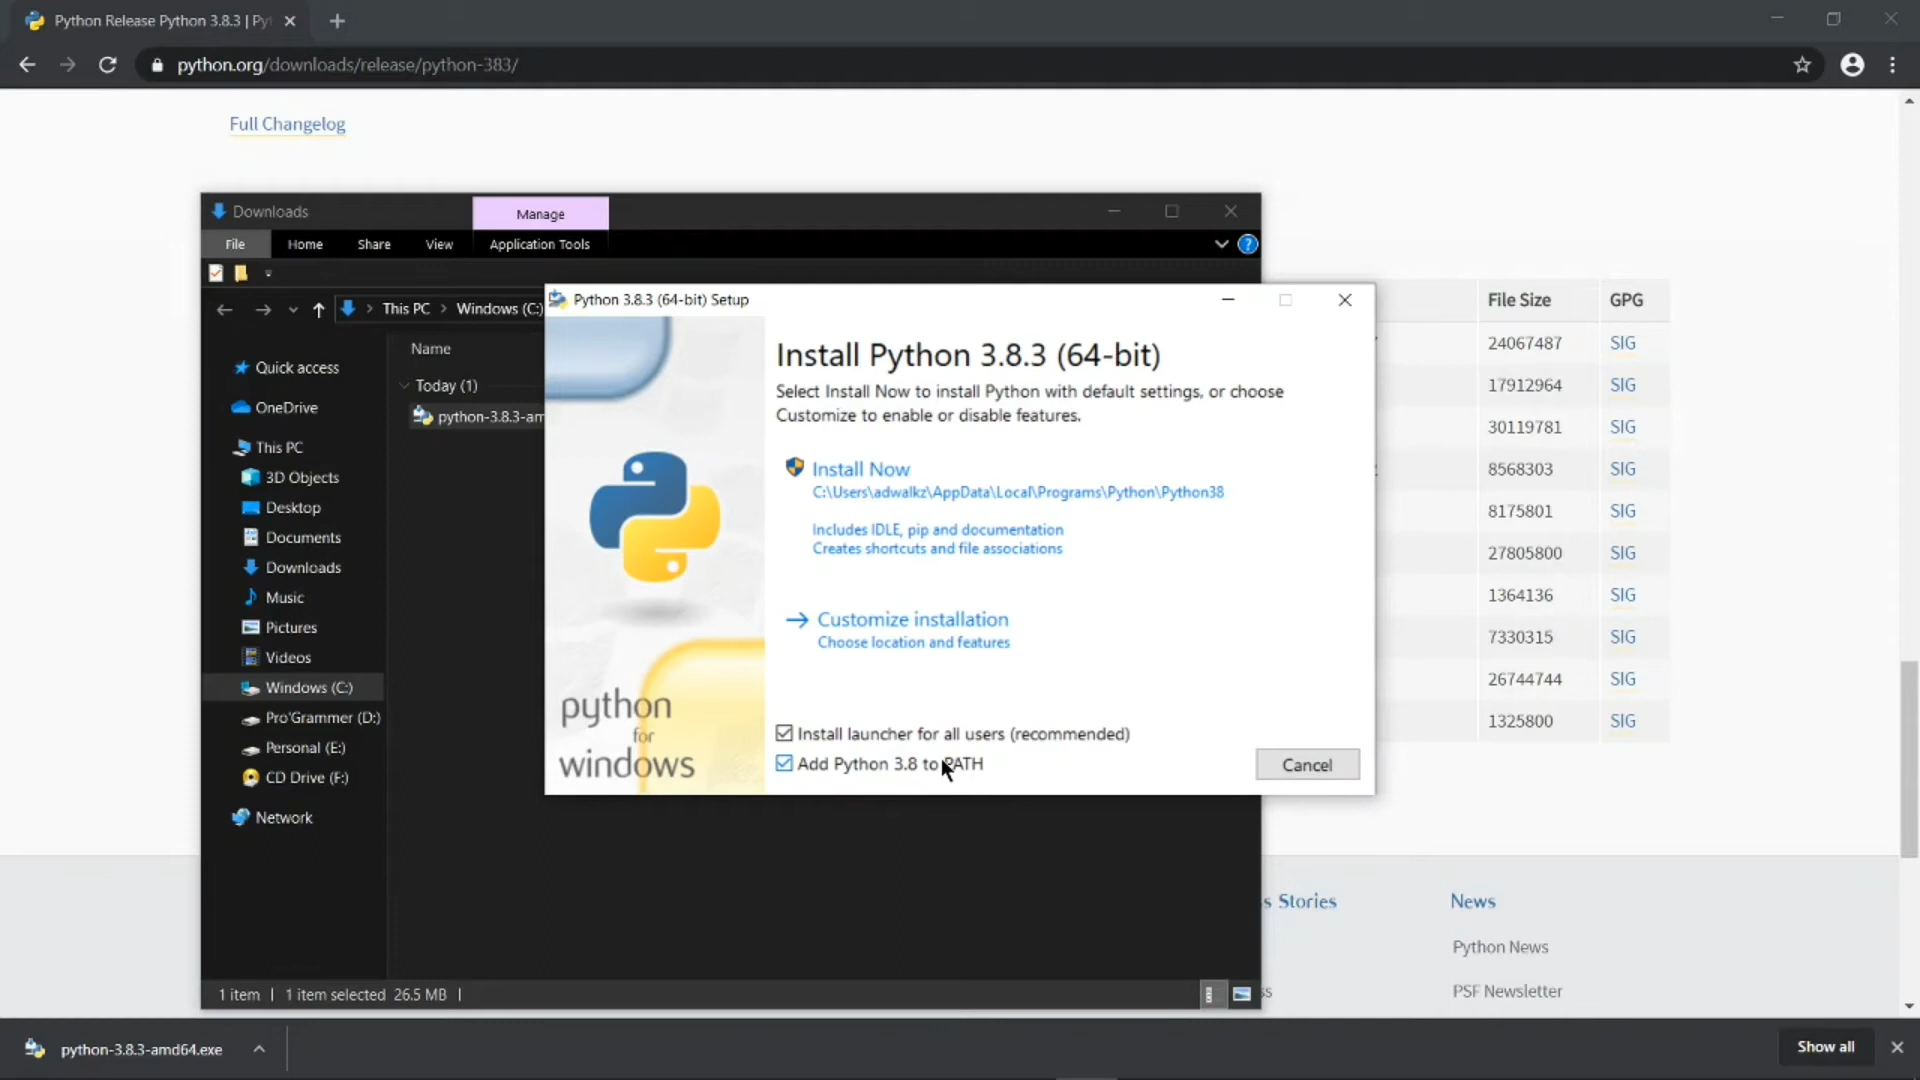 Python Release Python 3.8.3 | Py
python.org/downloads/release/python-383/
Full Changelog
Downloads
Manage
File
Home
Share
View
Application Tools
This PC
Windows (C:)
Name
Quick access
Today (1)
OneDrive
python-3.8.3-am
This PC
3D Objects
Desktop
Documents
Downloads
Music
Pictures
Videos
Windows (C:)
Pro'Grammer (D:)
Personal (E:)
CD Drive (F:)
Network
1 item
1 item selected 26.5 MB
Python 3.8.3 (64-bit) Setup
Install Python 3.8.3 (64-bit)
Select Install Now to install Python with default settings, or choose
Customize to enable or disable features.
Install Now
C:\Users\adwalkz\AppData\Local\Programs\Python\Python38
Includes IDLE, pip and documentation
Creates shortcuts and file associations
Customize installation
Choose location and features
python
for
windows
Install launcher for all users (recommended)
Add Python 3.8 to PATH
Cancel
File Size GPG
24067487 SIG
17912964 SIG
30119781 SIG
8568303 SIG
8175801 SIG
27805800 SIG
1364136 SIG
7330315 SIG
26744744 SIG
1325800 SIG
s Stories
News
Python News
ss
PSF Newsletter
python-3.8.3-amd64.exe
Show all